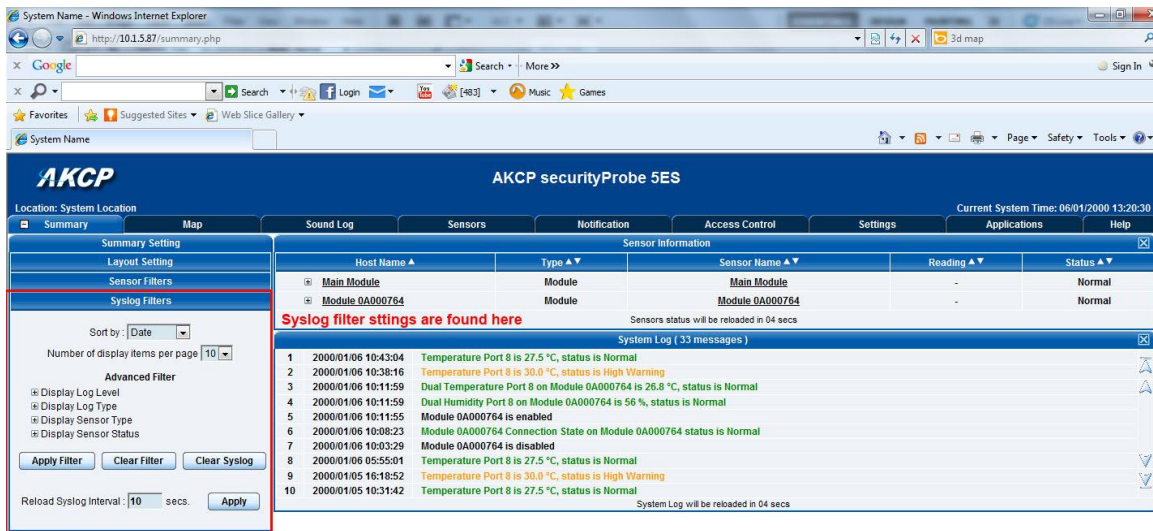 System Name - Windows Internet Explorer
http://10.1.5.87/summary.php
3d map
x Google
Search
More >>
Sign In
x
Search
Login
You Tube
[483]
Music
Games
Favorites
Suggested Sites
Web Slice Gallery
System Name
Page
Safety
Tools
AKCP
AKCP securityProbe 5ES
Location: System Location
Current System Time: 06/01/2000 13:20:30
Summary
Map
Sound Log
Sensors
Notification
Access Control
Settings
Applications
Help
Summary Setting
Layout Setting
Sensor Filters
Syslog Filters
Sort by : Date
Number of display items per page 10
Advanced Filter
Display Log Level
Display Log Type
Display Sensor Type
Display Sensor Status
Apply Filter
Clear Filter
Clear Syslog
Reload Syslog Interval : 10 secs. Apply
Sensor Information
Host Name Type Sensor Name Reading Status
Main Module Module Main Module - Normal
Module 0A000764 Module Module 0A000764 - Normal
Syslog filter sttings are found here
Sensors status will be reloaded in 04 secs
System Log ( 33 messages )
1 2000/01/06 10:43:04 Temperature Port 8 is 27.5 °C, status is Normal
2 2000/01/06 10:38:16 Temperature Port 8 is 30.0 °C, status is High Warning
3 2000/01/06 10:11:59 Dual Temperature Port 8 on Module 0A000764 is 26.8 °C, status is Normal
4 2000/01/06 10:11:59 Dual Humidity Port 8 on Module 0A000764 is 56 %, status is Normal
5 2000/01/06 10:11:55 Module 0A000764 is enabled
6 2000/01/06 10:08:23 Module 0A000764 Connection State on Module 0A000764 status is Normal
7 2000/01/06 10:03:29 Module 0A000764 is disabled
8 2000/01/06 05:55:01 Temperature Port 8 is 27.5 °C, status is Normal
9 2000/01/05 16:18:52 Temperature Port 8 is 30.0 °C, status is High Warning
10 2000/01/05 10:31:42 Temperature Port 8 is 27.5 °C, status is Normal
System Log will be reloaded in 04 secs